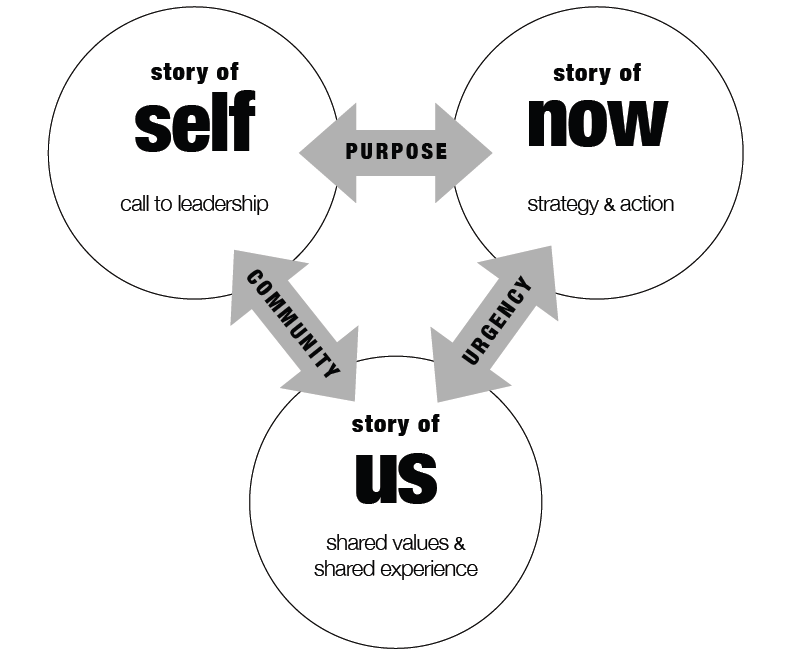 story of
self
call to leadership
PURPOSE
story of
now
strategy & action
COMMUNITY
URGENCY
story of
us
shared values &
shared experience